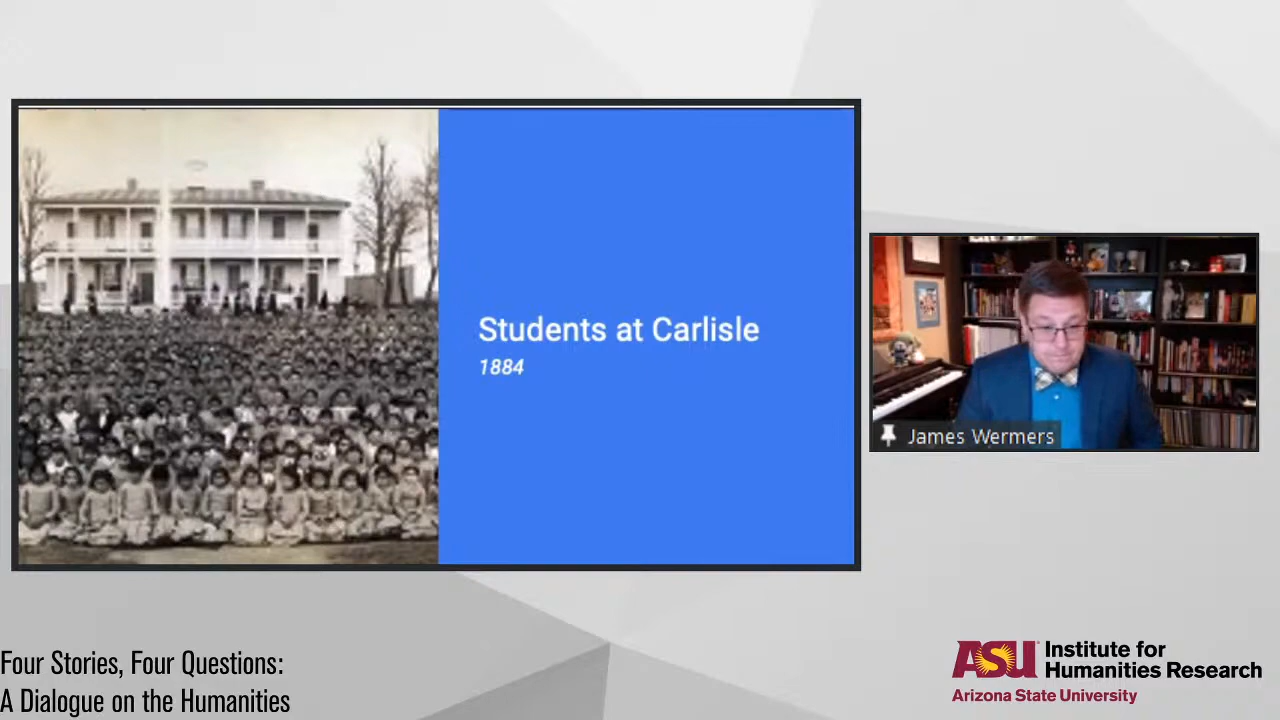 Students at Carlisle
1884
James Wermers
Four Stories, Four Questions:
A Dialogue on the Humanities
ASU Institute for
Humanities Research
Arizona State University